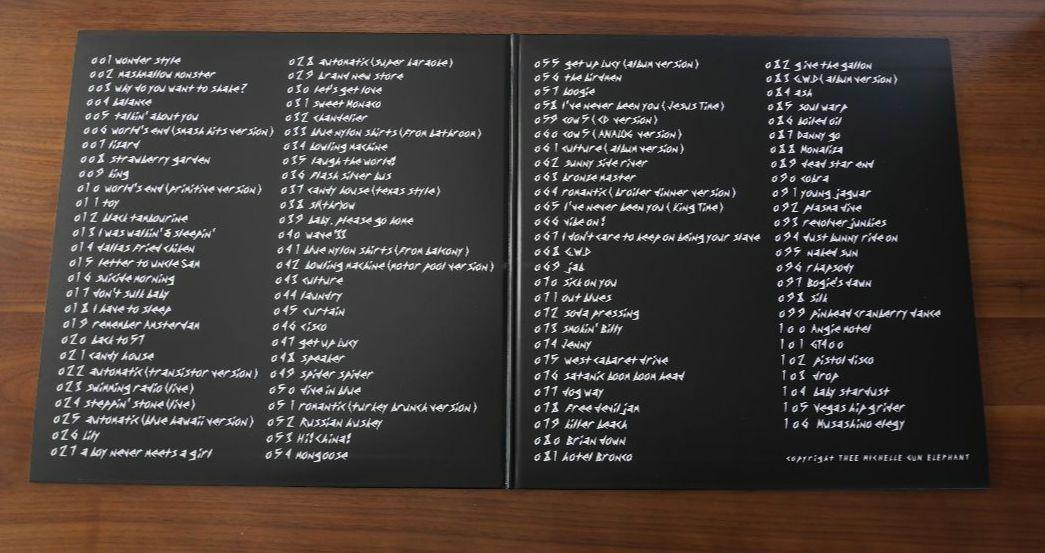 001 wonder style
002 mashmallow monster
003 why do you want to shake?
004 balance
005 talkin' about you
006 world's end (smash hits version)
007 lizard
008 strawberry garden
009 king
010 world's end (primitive version)
011 toy
012 black tambourine
013 I was walkin' & sleepin'
014 dallas fried chiken
015 letter to uncle Sam
016 suicide morning
017 don't sulk baby
018 I have to sleep
019 remember Amsterdam
020 back to 57
021 candy house
022 automatic (transistor version)
023 swimming radio (live)
024 steppin' stone (live)
025 automatic (blue hawaii version)
026 lily
027 a boy never meets a girl
028 automatic (super karaoke)
029 brand new stone
030 let's get love
031 sweet Monaco
032 chandelier
033 blue nylon shirts (from bathroom)
034 bowling machine
035 laugh the world!
036 flash silver bus
037 candy house (texas style)
038 sknbrjow
039 baby, please go home
040 wave '33
041 blue nylon shirts (from balcony)
042 bowling machine (motor pool version)
043 culture
044 laundry
045 curtain
046 cisco
047 get up Lucy
048 speaker
049 spider spider
050 dive in blue
051 romantic (turkey brunch version)
052 Russian huskey
053 Hi! China!
054 Mongoose
055 get up Lucy (album version)
056 the birdmen
057 boogie
058 I've never been you (Jesus Time)
059 cow 5 (CD version)
060 cow 5 (ANALOG version)
061 culture (album version)
062 sunny side river
063 bronze master
064 romantic (broiler dinner version)
065 I've never been you (King Time)
066 vibe on!
067 I don't care to keep on being your slave
068 G.W.D
069 jab
070 sick on you
071 out blues
072 soda pressing
073 smokin' Billy
074 Jenny
075 west cabaret drive
076 satanic boom boom head
077 dog way
078 free devil jam
079 killer beach
080 Brian down
081 hotel Bronco
082 give the gallon
083 G.W.D (album version)
084 ash
085 soul warp
086 boiled oil
087 Danny go
088 Monaliza
089 dead star end
090 cobra
091 young jaguar
092 plasma dive
093 revolver junkies
094 dust bunny ride on
095 naked sun
096 rhapsody
097 Bogie's dawn
098 silk
099 pinhead cranberry dance
100 Angie motel
101 GT400
102 pistol disco
103 drop
104 baby stardust
105 Vegas hip grider
106 Musashino elegy
copyright THEE MICHELLE GUN ELEPHANT